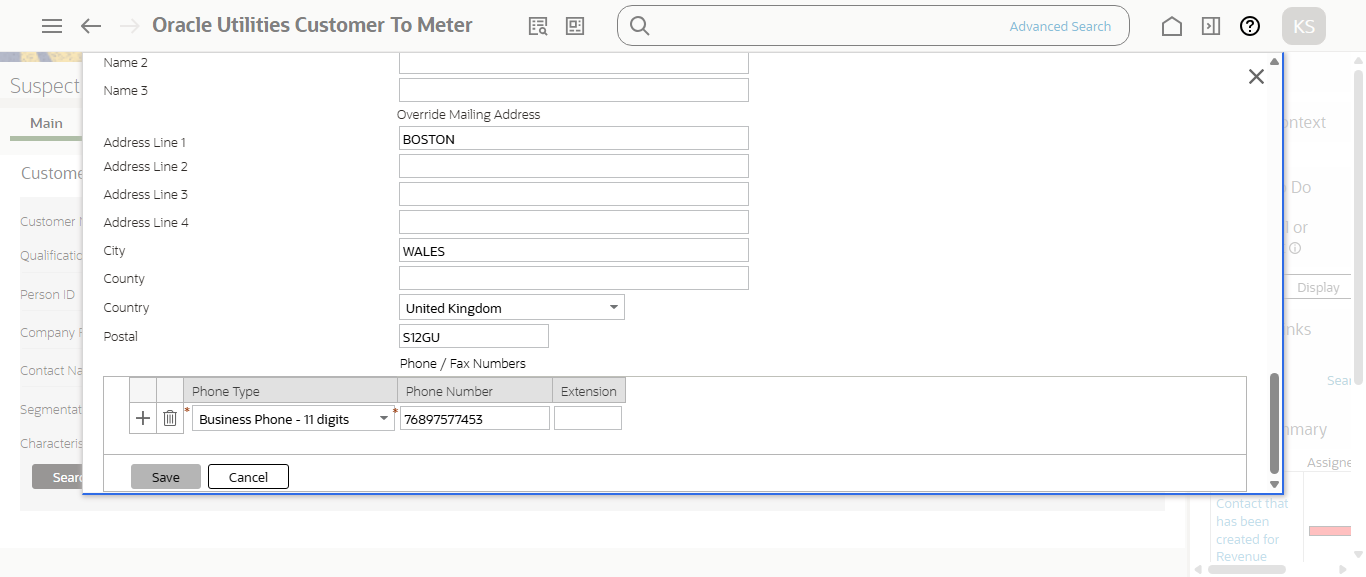 Oracle Utilities Customer To Meter
Advanced Search
KS
Suspect
Main
Custome
Customer
Qualificatio
Person ID
Company
Contact Na
Segmentat
Characteris
Searc
Name 2
Name 3
Override Mailing Address
Address Line 1 BOSTON
Address Line 2
Address Line 3
Address Line 4
City WALES
County
Country United Kingdom
Postal S12GU
Phone / Fax Numbers
Phone Type Phone Number Extension
* Business Phone - 11 digits * 76897577453
Save Cancel
ontext
Do
l or
Display
nks
Sear
mmary
Assigne
Contact that
has been
created for
Revenue